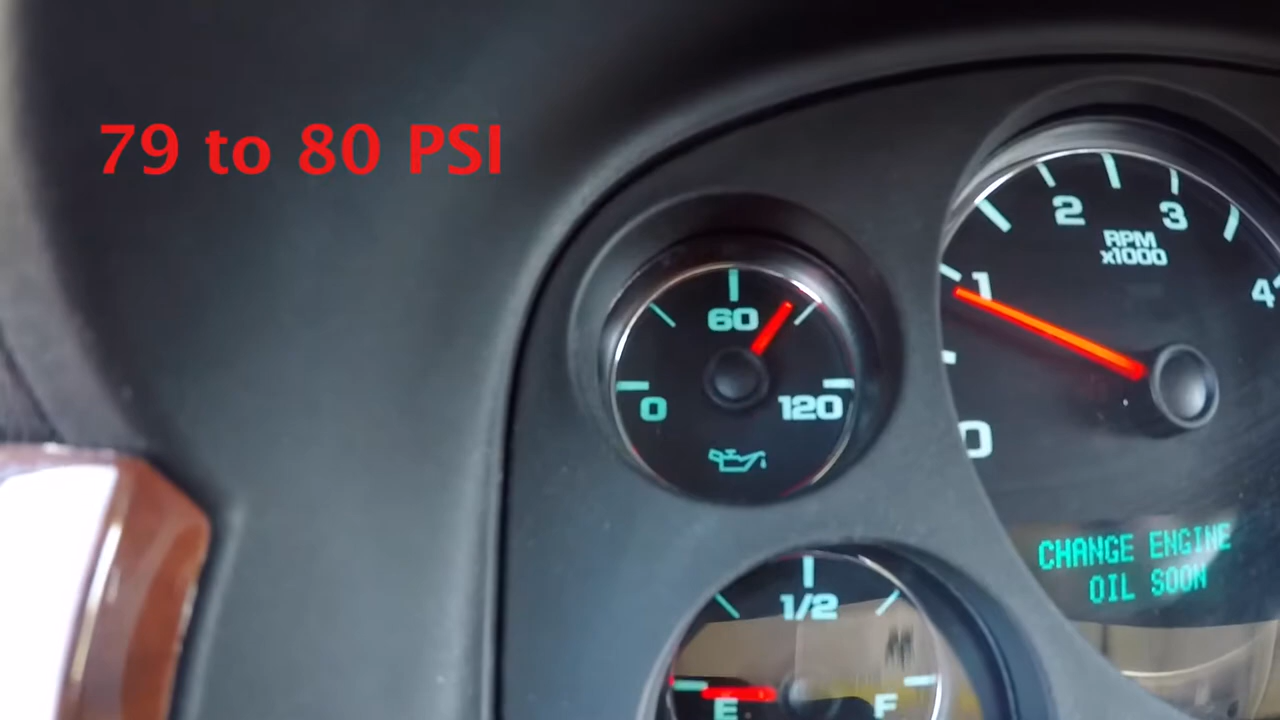 79 to 80 PSI
2
3
RPM
x1000
1
4
60
0
120
0
CHANGE ENGINE
OIL SOON
1/2
E
F